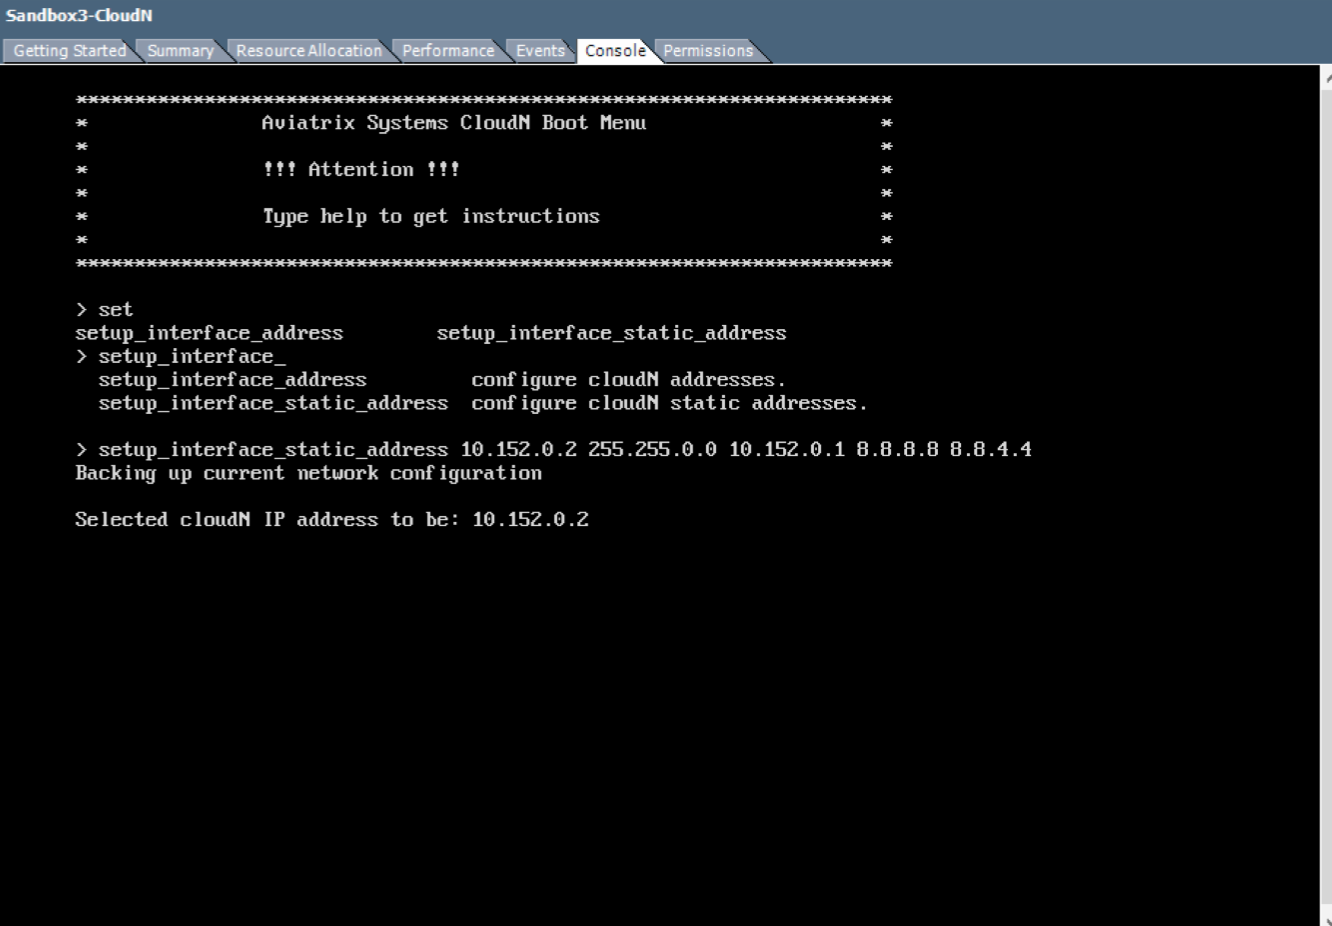 Sandbox3-CloudN
Getting Started Summary Resource Allocation Performance Events Console Permissions
**********************************************************************
* Aviatrix Systems CloudN Boot Menu *
* *
* !!! Attention !!! *
* *
* Type help to get instructions *
* *
**********************************************************************
> set
setup_interface_address setup_interface_static_address
> setup_interface_
setup_interface_address configure cloudN addresses.
setup_interface_static_address configure cloudN static addresses.
> setup_interface_static_address 10.152.0.2 255.255.0.0 10.152.0.1 8.8.8.8 8.8.4.4
Backing up current network configuration
Selected cloudN IP address to be: 10.152.0.2